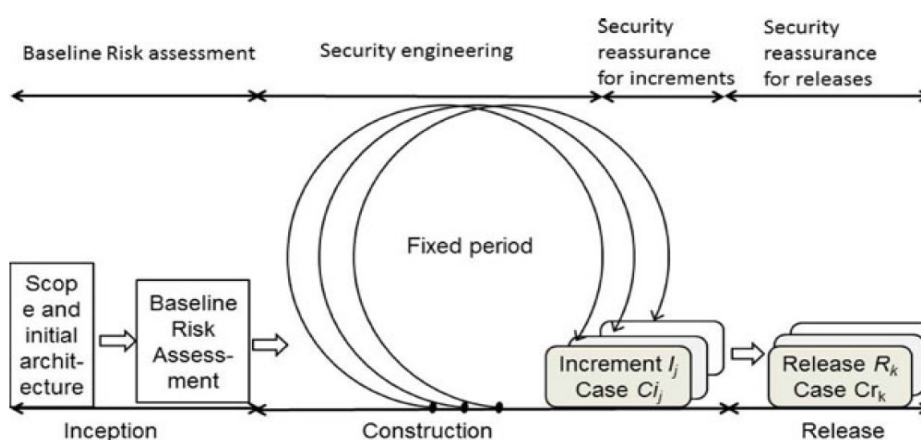 Baseline Risk assessment
Security engineering
Security
reassurance
for increments
Security
reassurance
for releases
Fixed period
Scop
e and
initial
archit-
ecture
Baseline
Risk
Assess-
ment
Increment Ij
Case Cij
Release Rk
Case Crk
Inception
Construction
Release